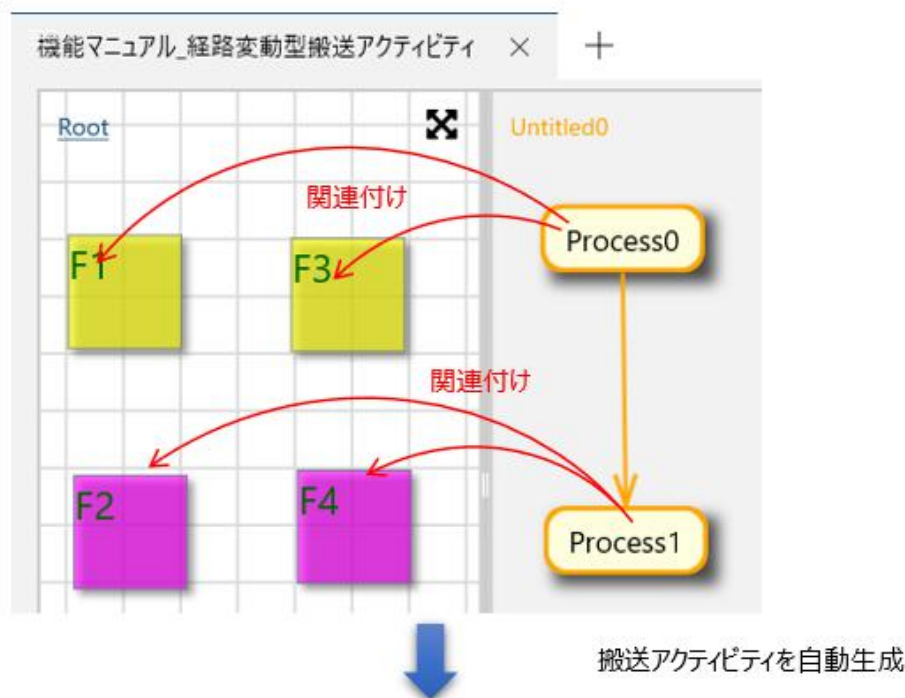 機能マニュアル_経路変動型搬送アクティビティ × +
Root
Untitled0
関連付け
Process0
F1
F3
関連付け
F2
F4
Process1
搬送アクティビティを自動生成